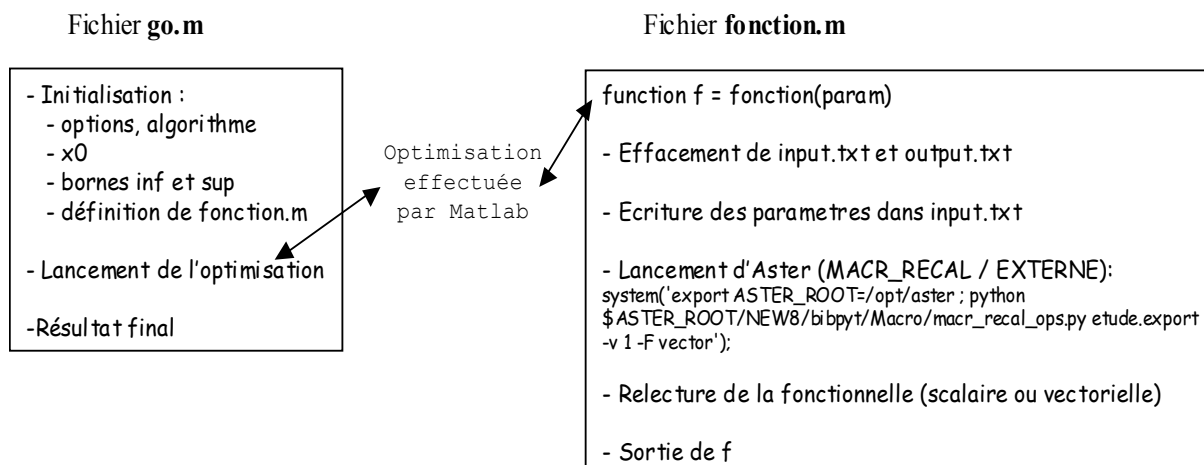 Fichier go.m
- Initialisation :
- options, algorithme
- x0
- bornes inf et sup
- définition de fonction.m
- Lancement de l'optimisation
-Résultat final
Optimisation
effectuée
par Matlab
Fichier fonction.m
function f = fonction(param)
- Effacement de input.txt et output.txt
- Ecriture des parametres dans input.txt
- Lancement d'Aster (MACR_RECAL / EXTERNE):
system('export ASTER_ROOT=/opt/aster ; python
$ASTER_ROOT/NEW8/bibpyt/Macro/macr_recal_ops.py etude.export
-v 1 -F vector');
- Relecture de la fonctionnelle (scalaire ou vectorielle)
- Sortie de f